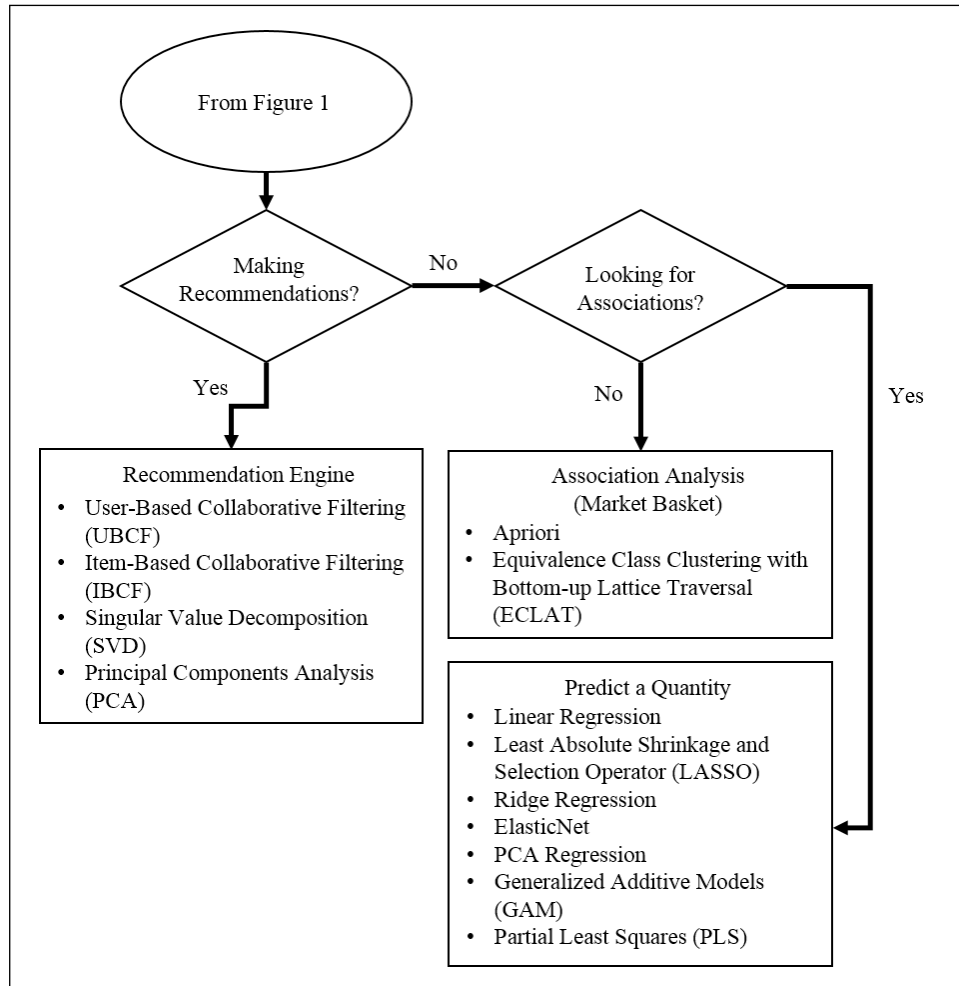 From Figure 1
Making
Recommendations?
No
Looking for
Associations?
Yes
No
Yes
Recommendation Engine
• User-Based Collaborative Filtering
(UBCF)
• Item-Based Collaborative Filtering
(IBCF)
• Singular Value Decomposition
(SVD)
• Principal Components Analysis
(PCA)
Association Analysis
(Market Basket)
• Apriori
• Equivalence Class Clustering with
Bottom-up Lattice Traversal
(ECLAT)
Predict a Quantity
• Linear Regression
• Least Absolute Shrinkage and
Selection Operator (LASSO)
• Ridge Regression
• ElasticNet
• PCA Regression
• Generalized Additive Models
(GAM)
• Partial Least Squares (PLS)